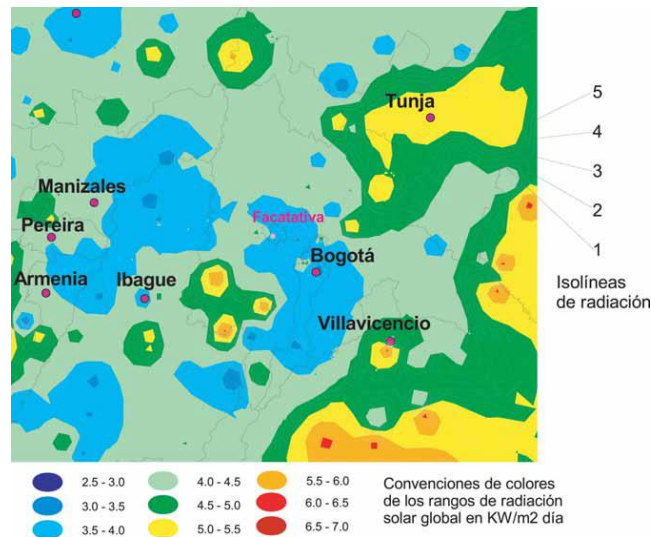 Tunja
5
4
3
2
1
Manizales
Facatativa
Pereira
Bogotá
Armenia
Ibague
Isolíneas
de radiación
Villavicencio
2.5 - 3.0
3.0 - 3.5
3.5 - 4.0
4.0 - 4.5
4.5 - 5.0
5.0 - 5.5
5.5 - 6.0
6.0 - 6.5
6.5 - 7.0
Convenciones de colores
de los rangos de radiación
solar global en KW/m2 día